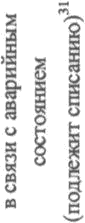 в связи с аварийным
состоянием
(подлежит списанию)³¹